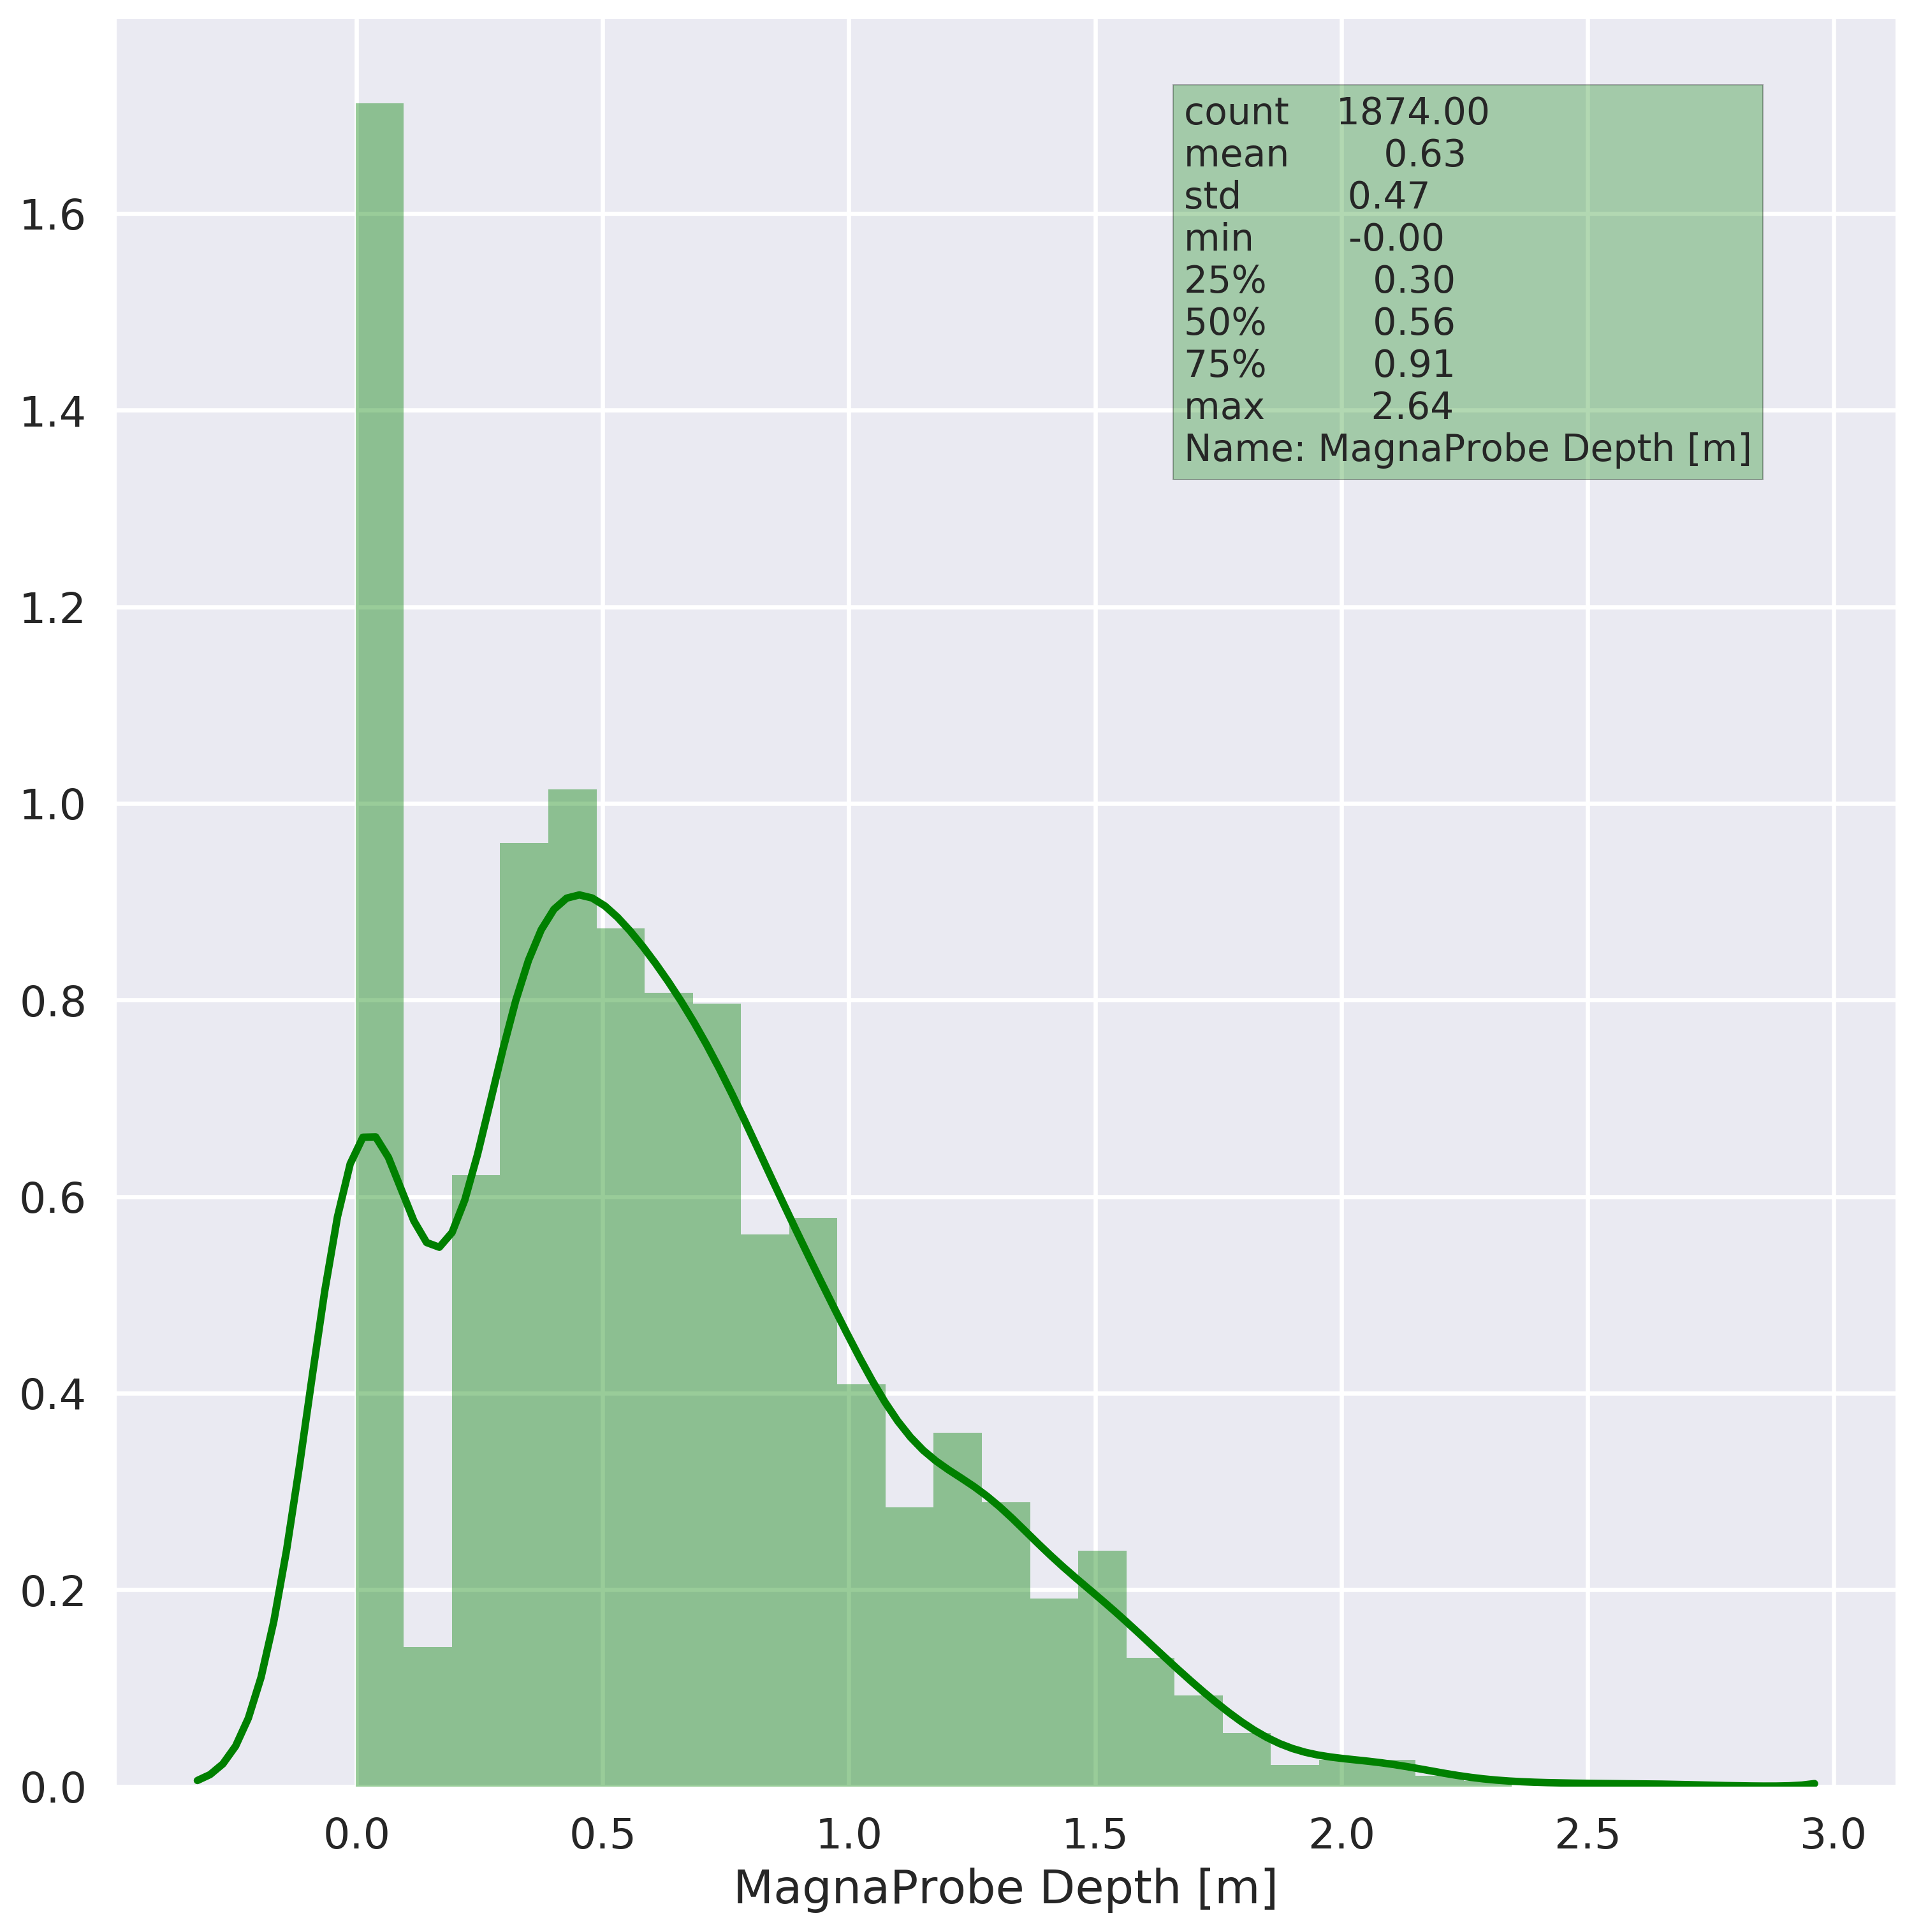 count 1874.00
mean 0.63
std 0.47
min -0.00
25% 0.30
50% 0.56
75% 0.91
max 2.64
Name: MagnaProbe Depth [m]
1.6
1.4
1.2
1.0
0.8
0.6
0.4
0.2
0.0
0.0 0.5 1.0 1.5 2.0 2.5 3.0
MagnaProbe Depth [m]